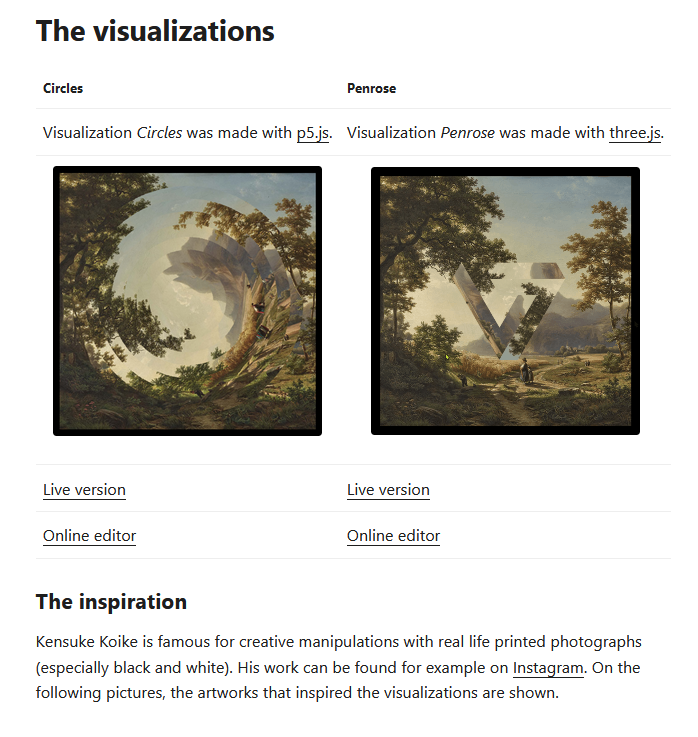 The visualizations
Circles
Penrose
Visualization Circles was made with p5.js.
Visualization Penrose was made with three.js.
Live version
Live version
Online editor
Online editor
The inspiration
Kensuke Koike is famous for creative manipulations with real life printed photographs
(especially black and white). His work can be found for example on Instagram. On the
following pictures, the artworks that inspired the visualizations are shown.